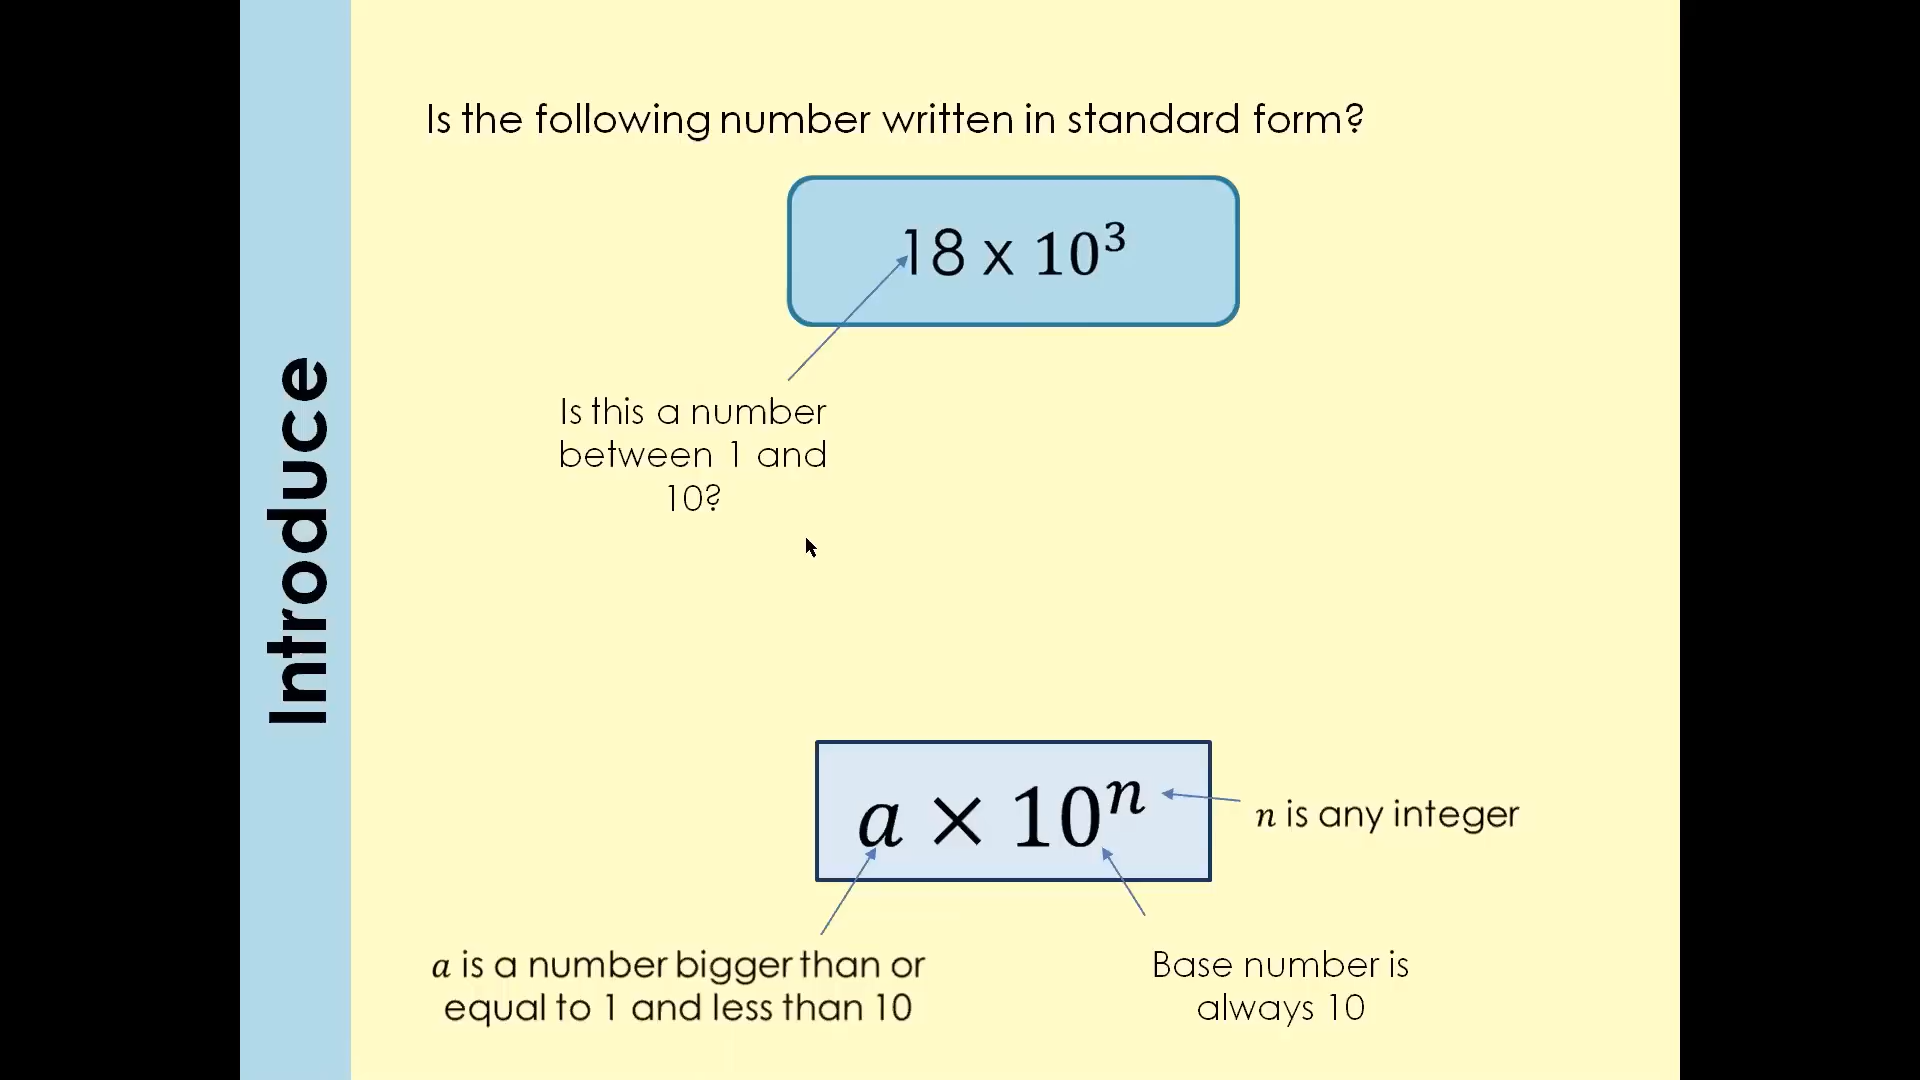 Introduce
Is the following number written in standard form?
18 x 10³
Is this a number
between 1 and
10?
a × 10ⁿ
n is any integer
a is a number bigger than or
equal to 1 and less than 10
Base number is
always 10